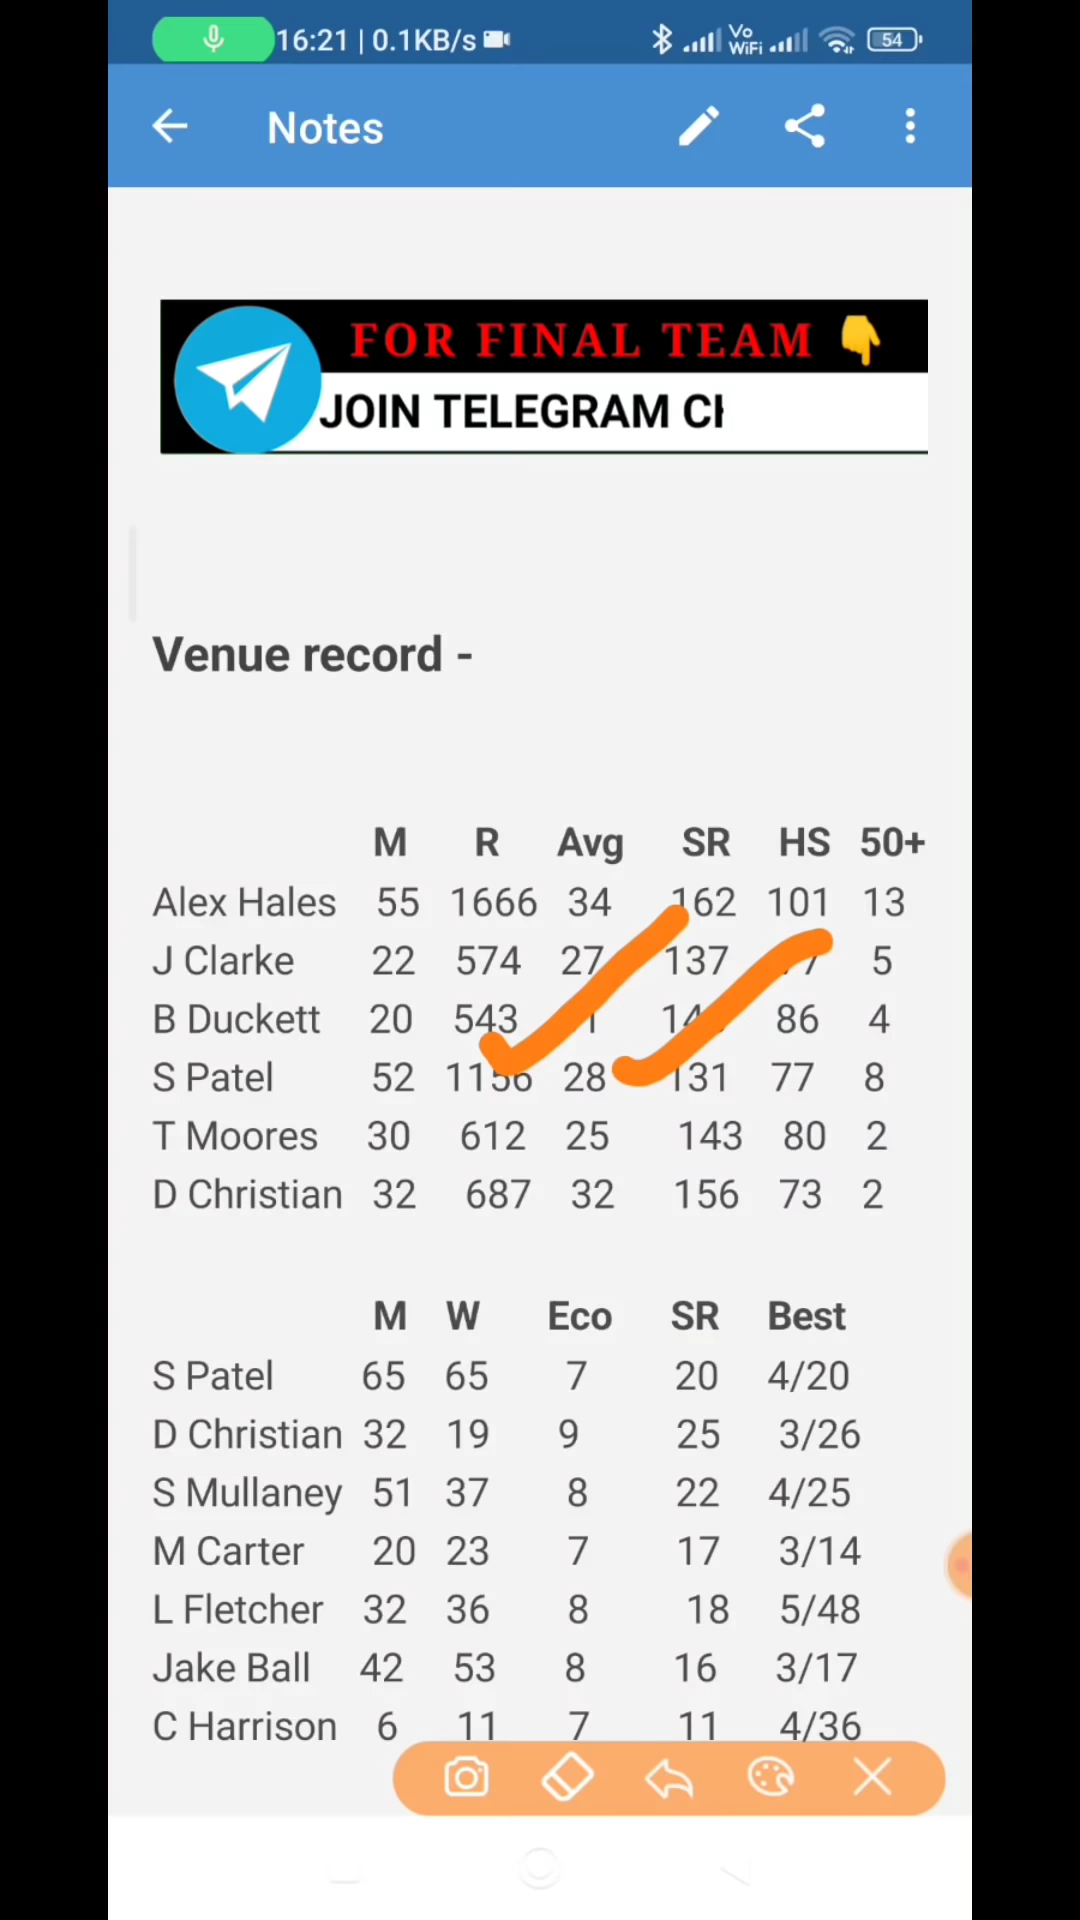 16:21 | 0.1KB/s Vo WiFi 54
Notes
FOR FINAL TEAM
JOIN TELEGRAM
Venue record -
M R Avg SR HS 50+
Alex Hales 55 1666 34 162 101 13
J Clarke 22 574 27 137 5
B Duckett 20 543 86 4
S Patel 52 1156 28 131 77 8
T Moores 30 612 25 143 80 2
D Christian 32 687 32 156 73 2
M W Eco SR Best
S Patel 65 65 7 20 4/20
D Christian 32 19 9 25 3/26
S Mullaney 51 37 8 22 4/25
M Carter 20 23 7 17 3/14
L Fletcher 32 36 8 18 5/48
Jake Ball 42 53 8 16 3/17
C Harrison 6 11 7 11 4/36